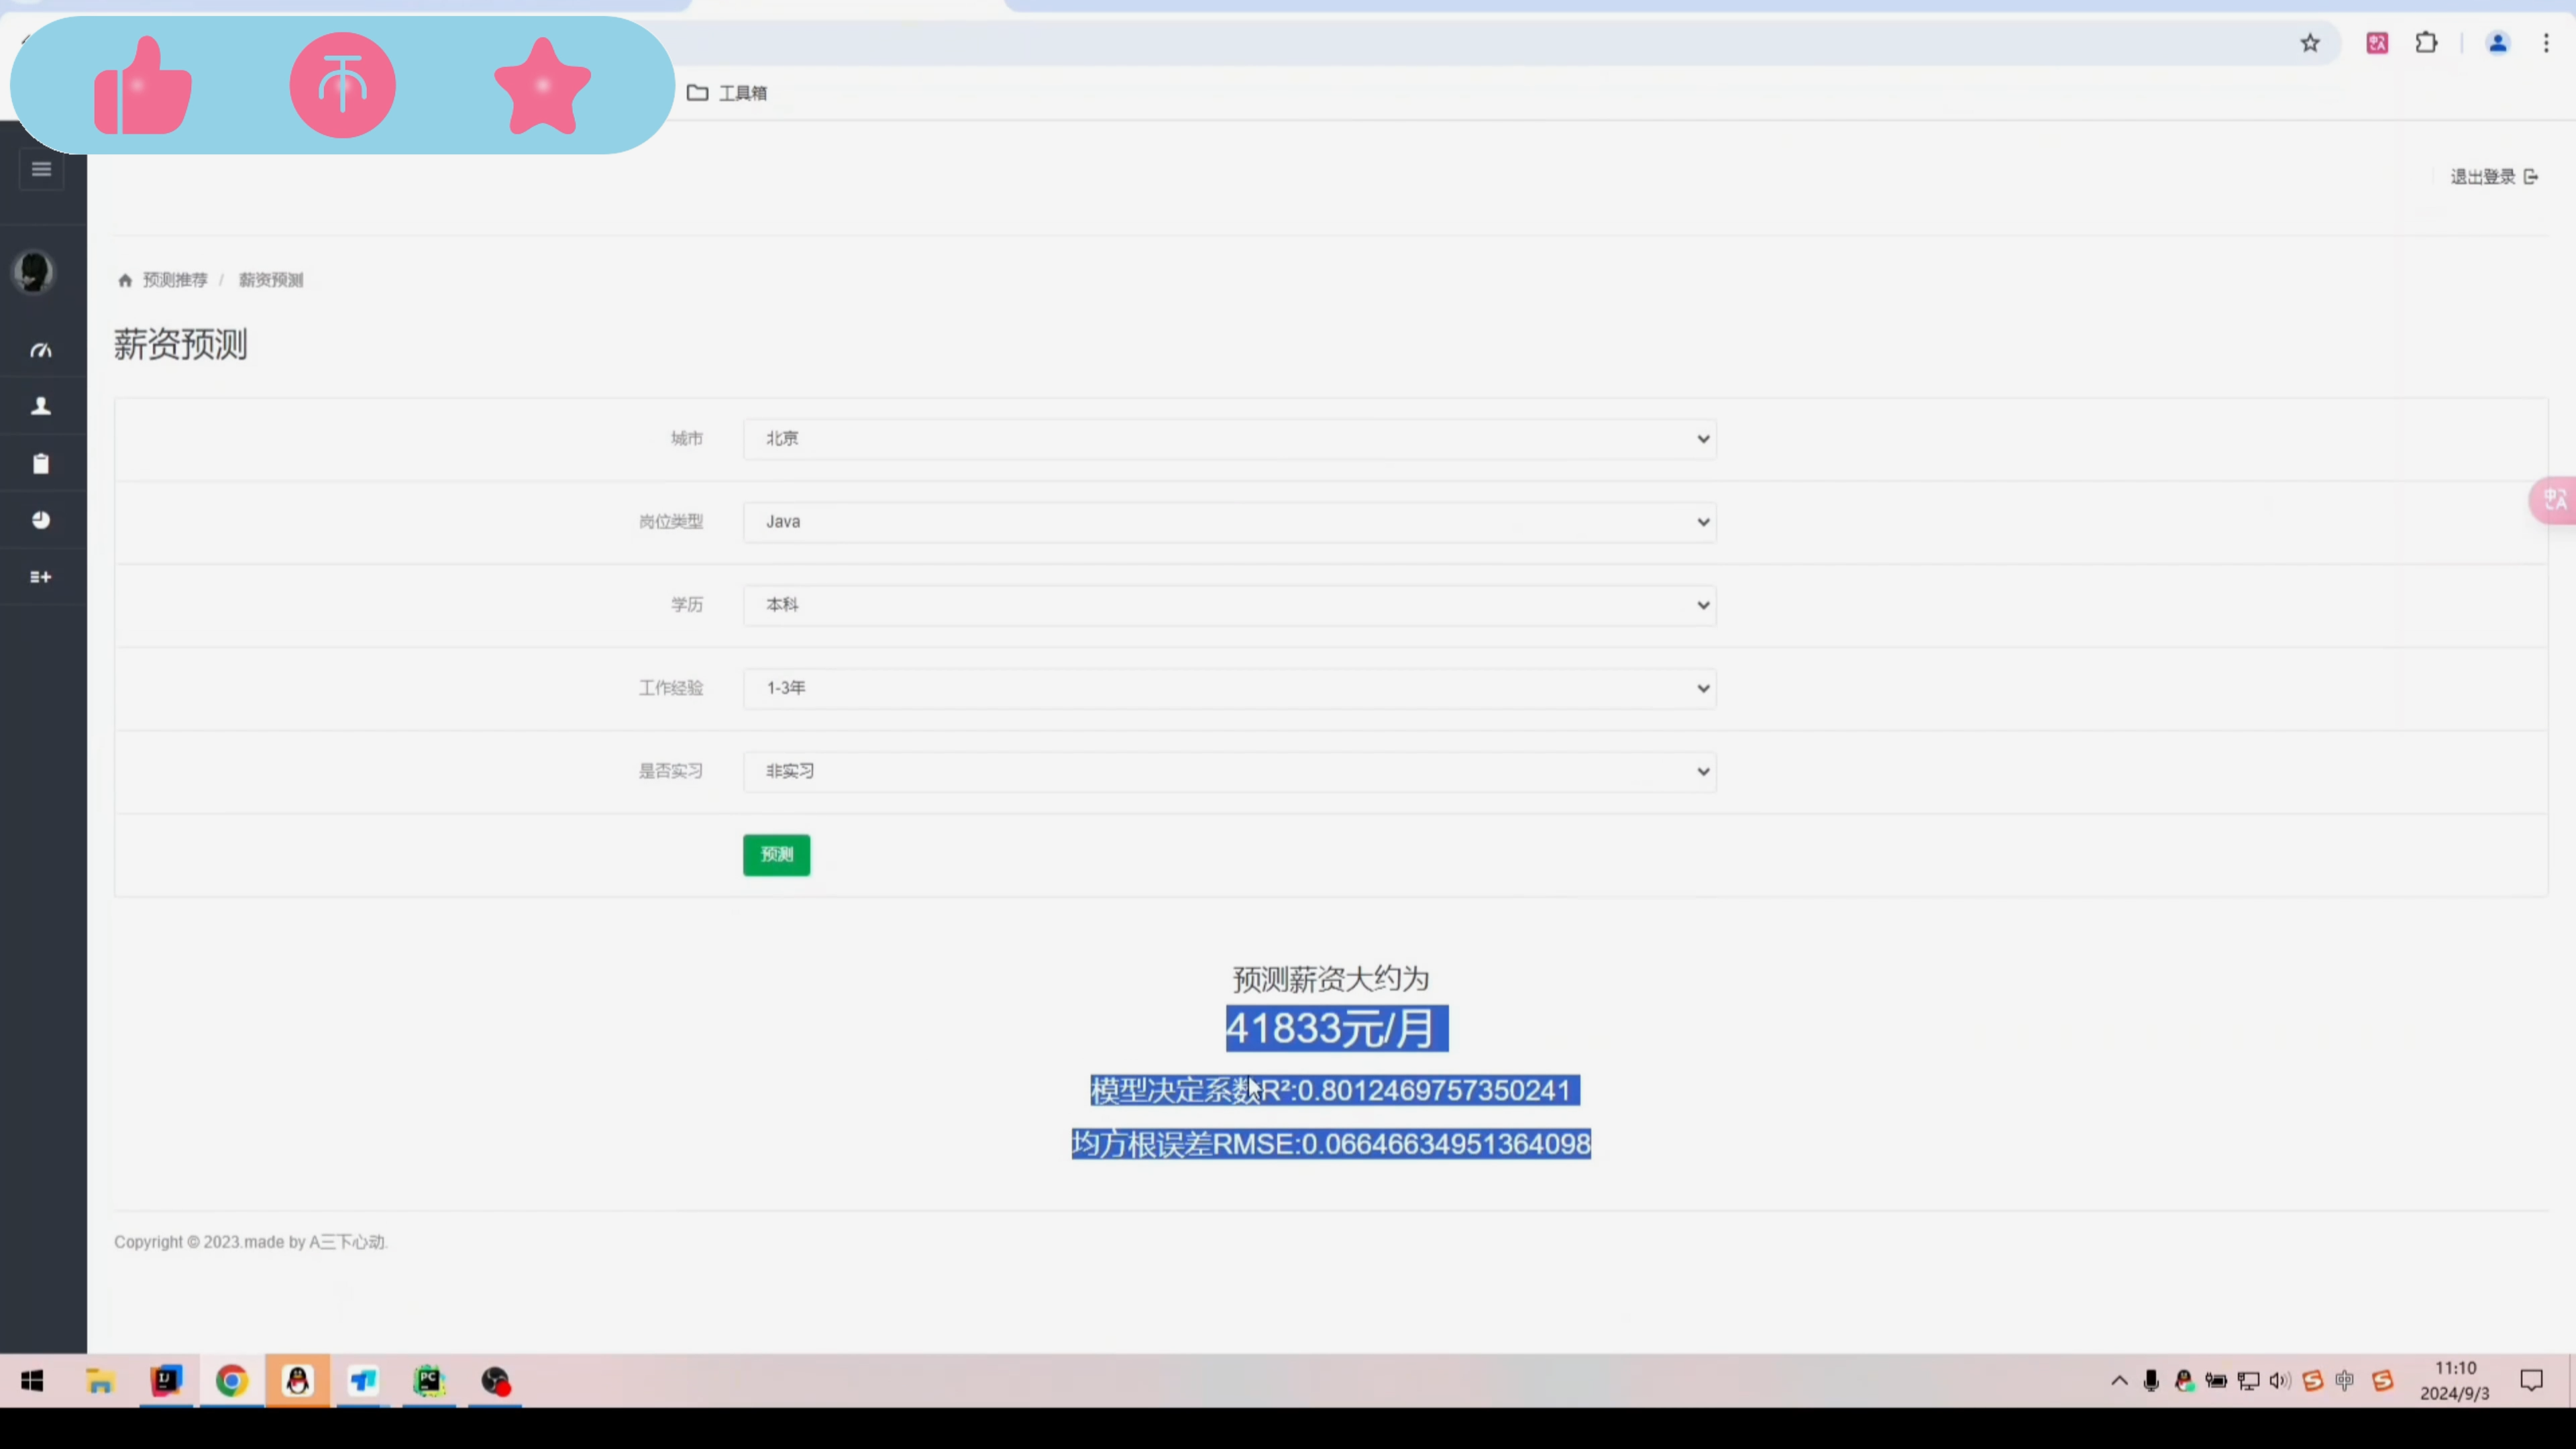 工具箱
退出登录
预测推荐 / 薪资预测
薪资预测
城市 北京
岗位类型 Java
学历 本科
工作经验 1-3年
是否实习 非实习
预测
预测薪资大约为
41833元/月
模型决定系数R²:0.8012469757350241
均方根误差RMSE:0.06646634951364098
Copyright © 2023.made by A三下心动.
中
11:10
2024/9/3